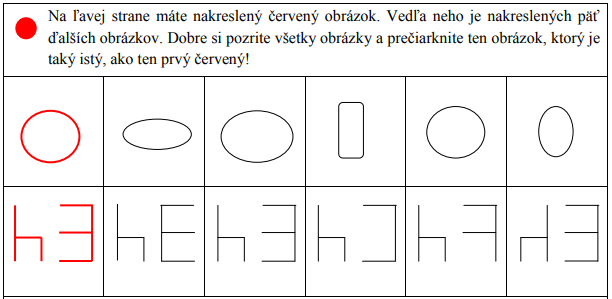 Na ľavej strane máte nakreslený červený obrázok. Vedľa neho je nakreslených päť
ďalších obrázkov. Dobre si pozrite všetky obrázky a prečiarknite ten obrázok, ktorý je
taký istý, ako ten prvý červený!